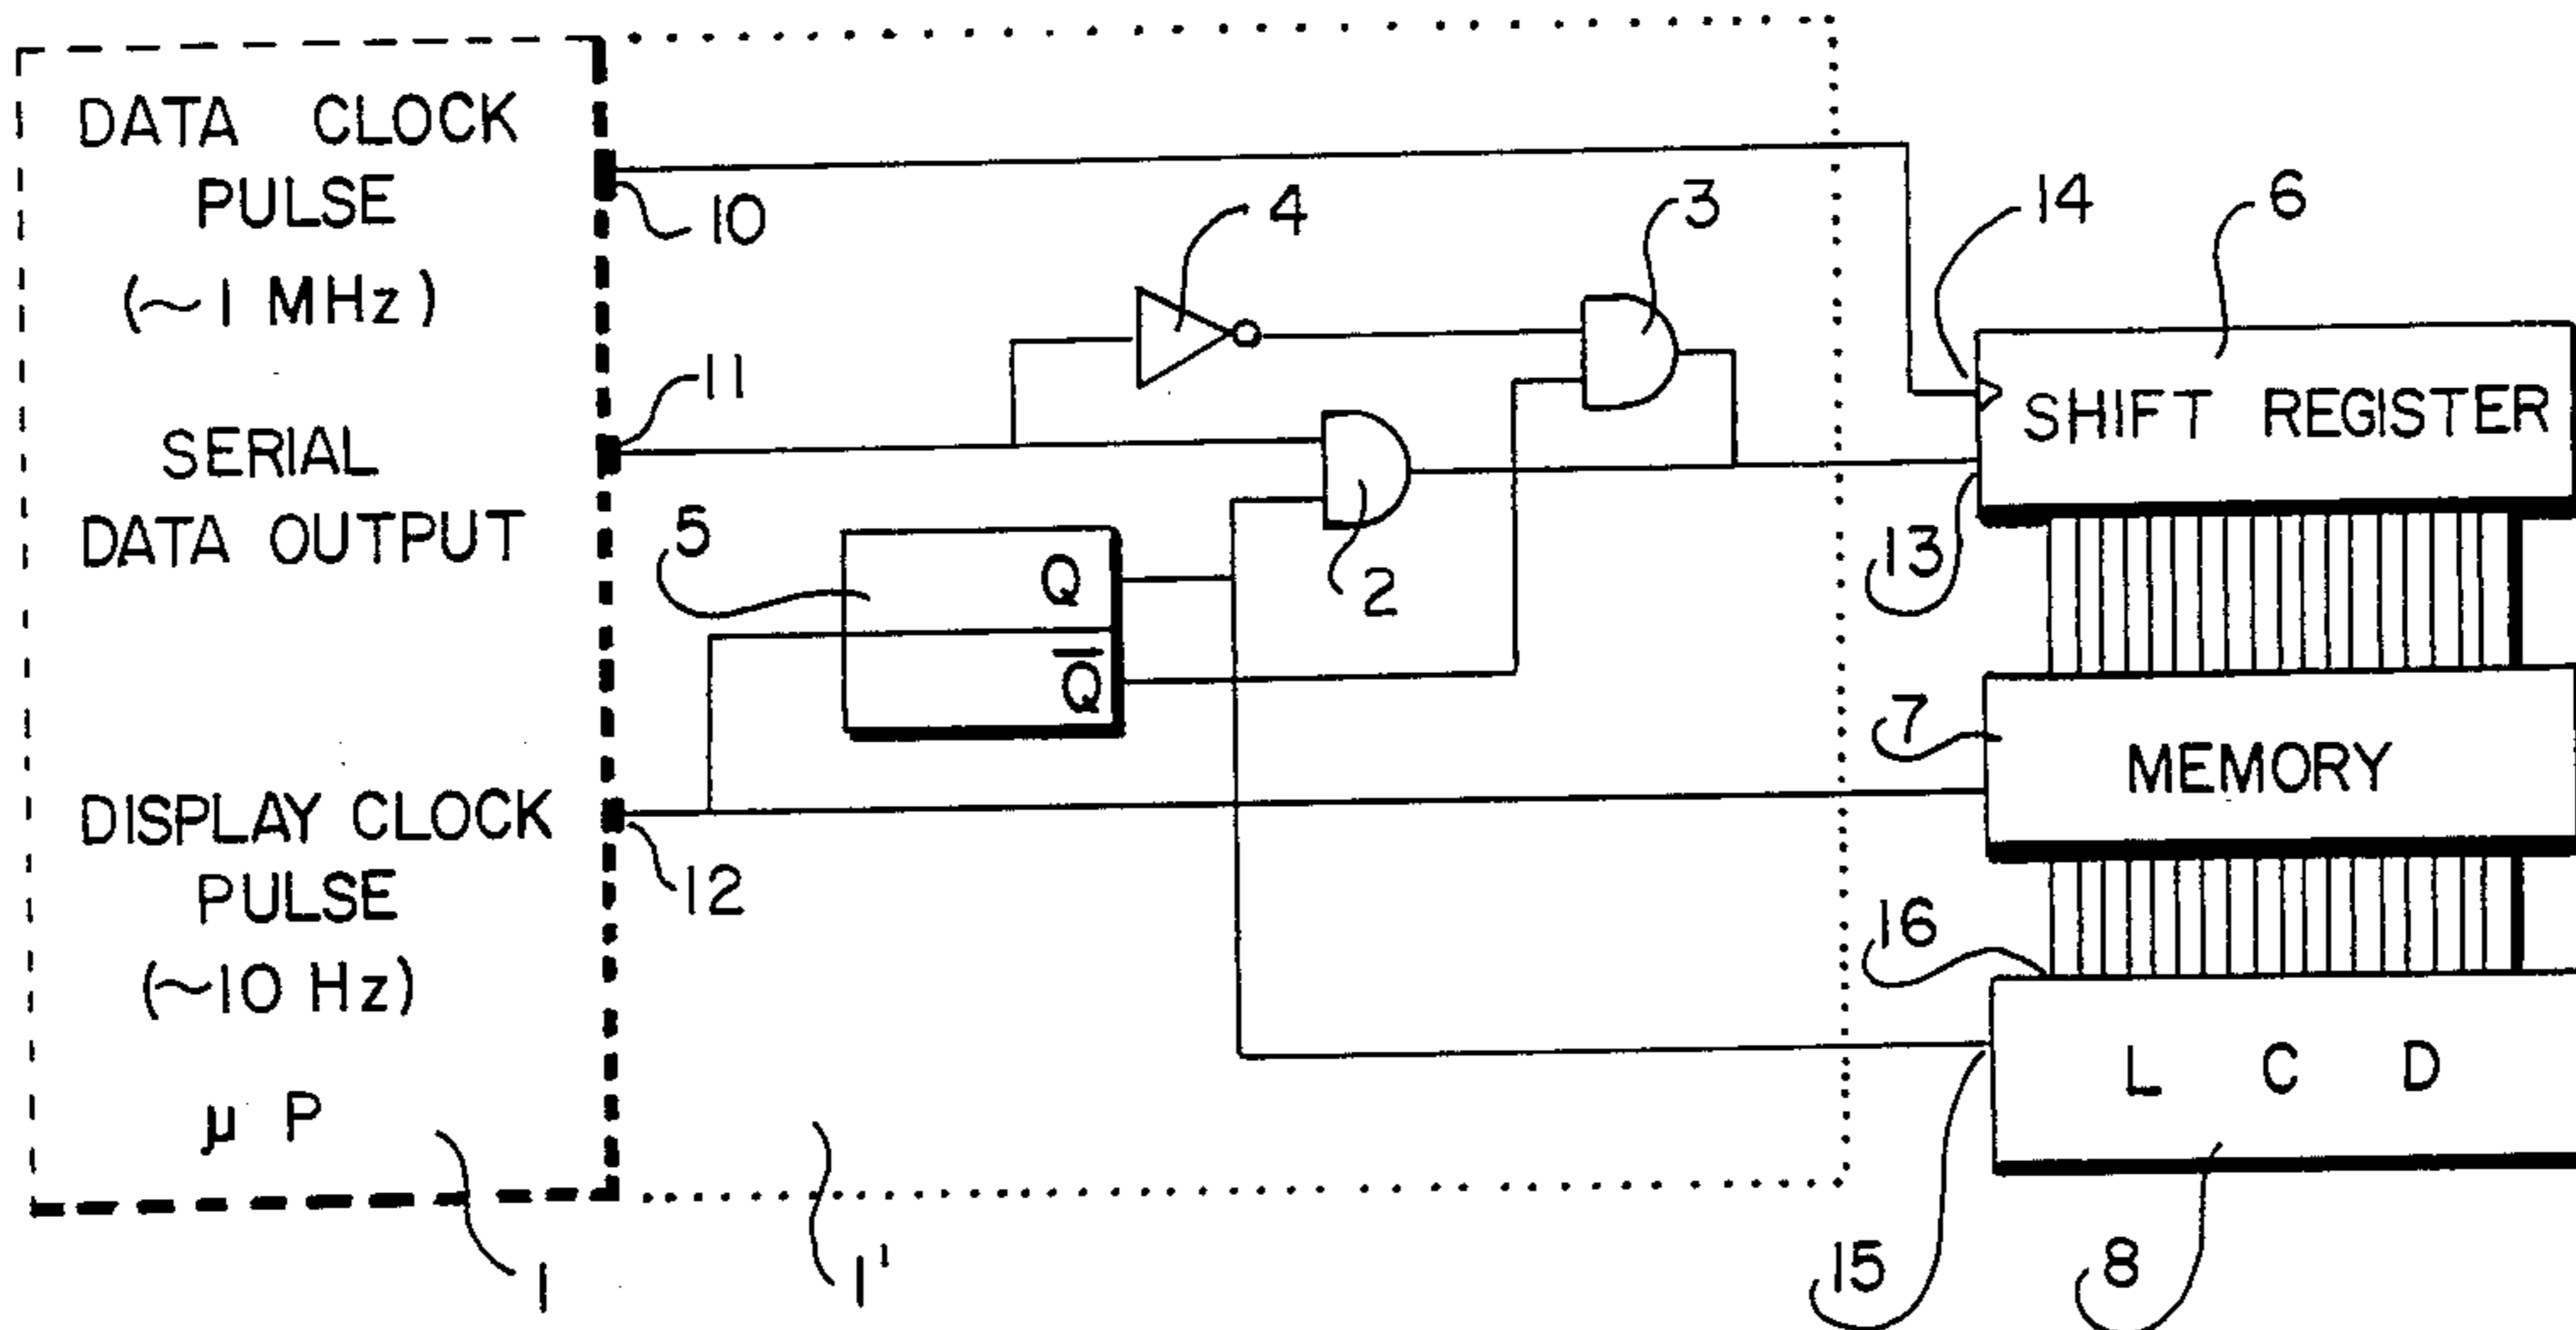 DATA CLOCK
PULSE
(~1 MHz)
10
4
3
14
6
11
SERIAL
DATA OUTPUT
SHIFT REGISTER
5
Q
Q̅
2
13
7
MEMORY
DISPLAY CLOCK
PULSE
(~10 Hz)
12
16
L C D
μ P
1
1'
15
8